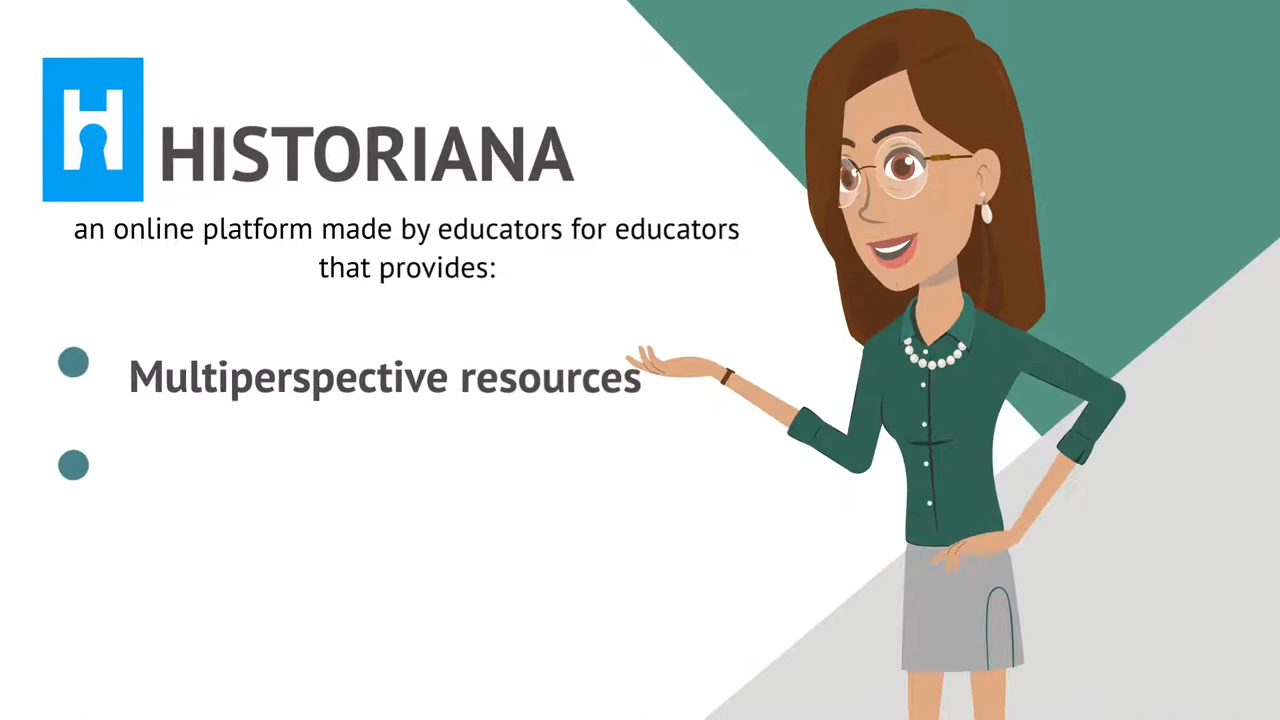 H
HISTORIANA
an online platform made by educators for educators
that provides:
Multiperspective resources